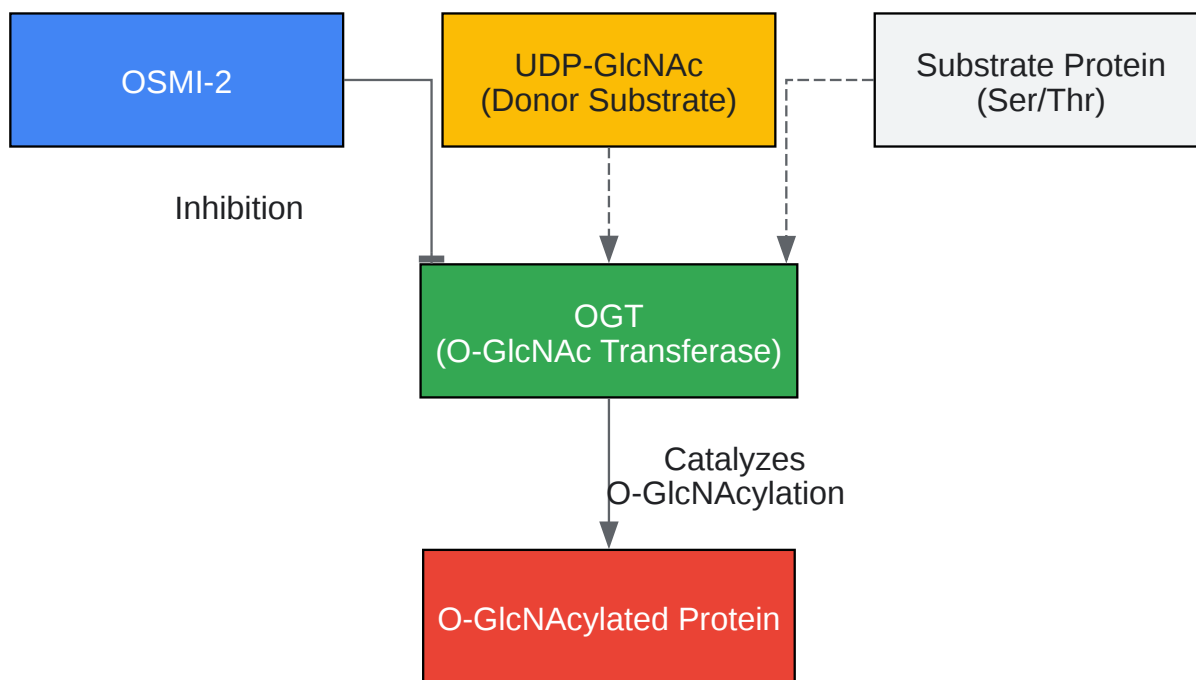 OSMI-2
UDP-GlcNAc
(Donor Substrate)
Substrate Protein
(Ser/Thr)
Inhibition
OGT
(O-GlcNAc Transferase)
Catalyzes
O-GlcNAcylation
O-GlcNAcylated Protein